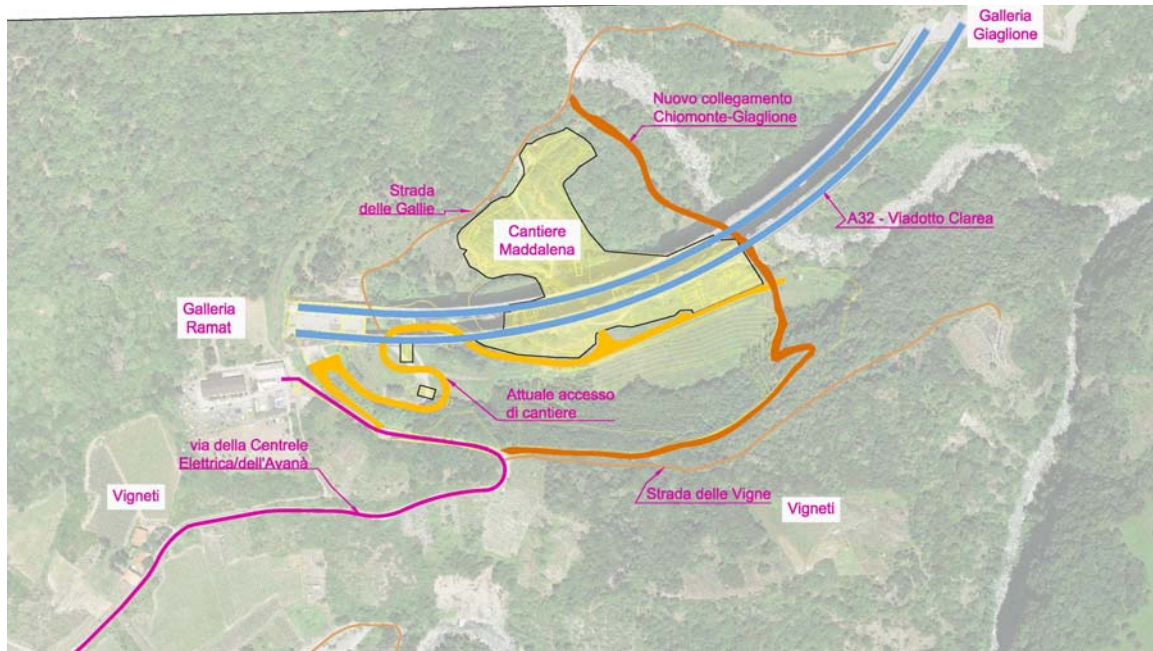 Galleria
Giaglione
Nuovo collegamento
Chiomonte-Giaglione
Strada
delle Gallie
A32 - Viadotto Clarea
Cantiere
Maddalena
Galleria
Ramat
Attuale accesso
di cantiere
via della Centrele
Elettrica/dell'Avanà
Vigneti
Strada delle Vigne
Vigneti